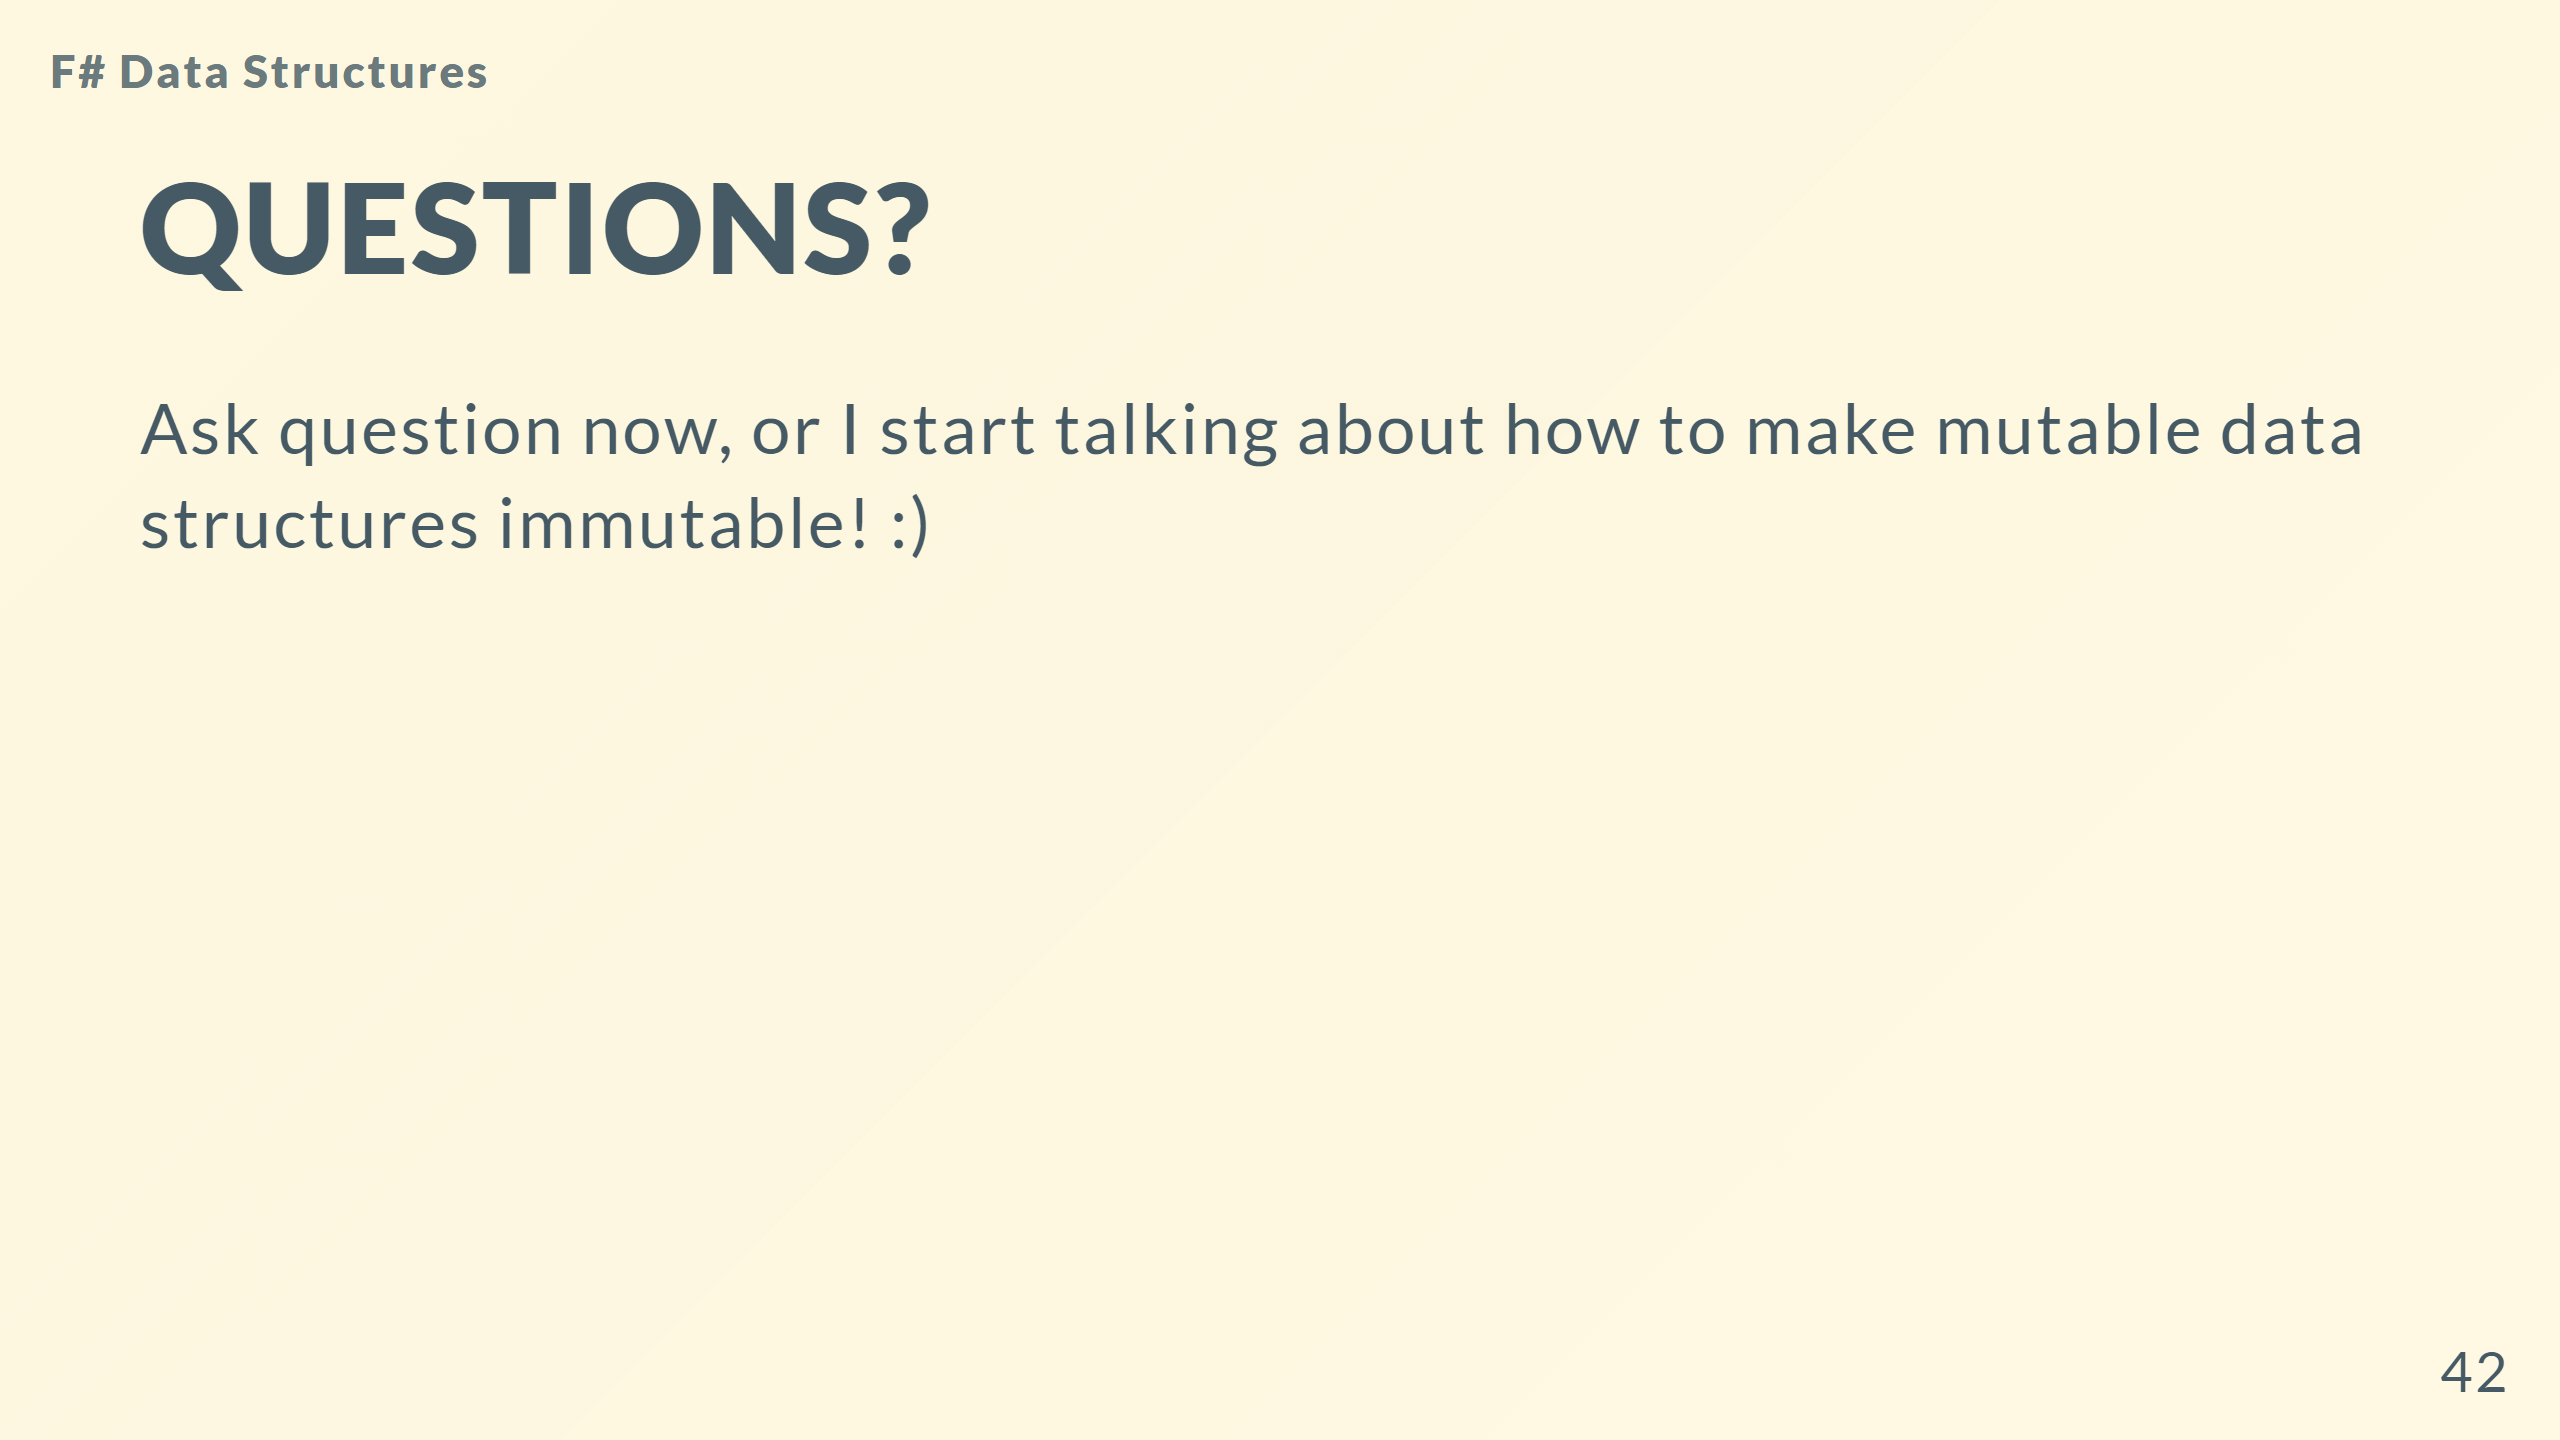 F# Data Structures
QUESTIONS?
Ask question now, or I start talking about how to make mutable data
structures immutable! :)
42